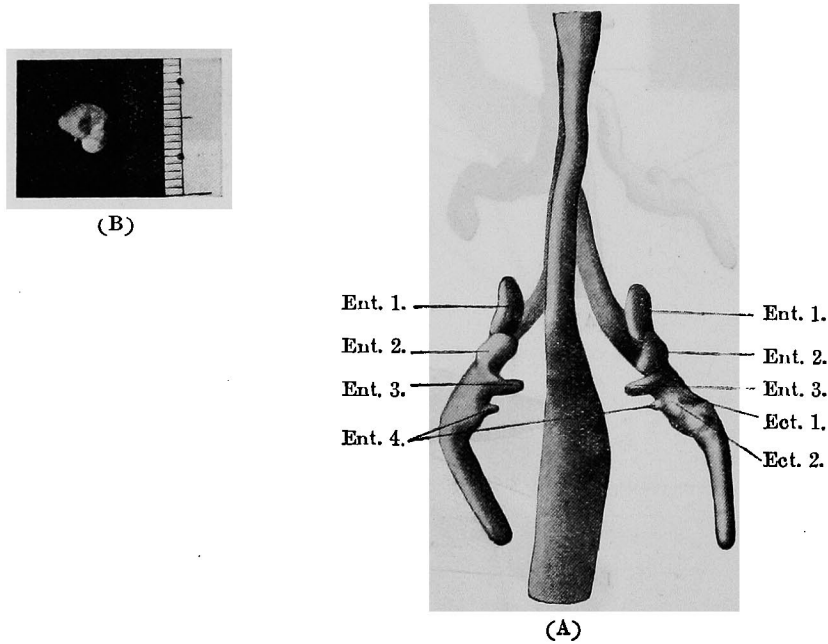 (B)
Ent. 1.
Ent. 2.
Ent. 3.
Ent. 4.
Ent. 1.
Ent. 2.
Ent. 3.
Ect. 1.
Ect. 2.
(A)